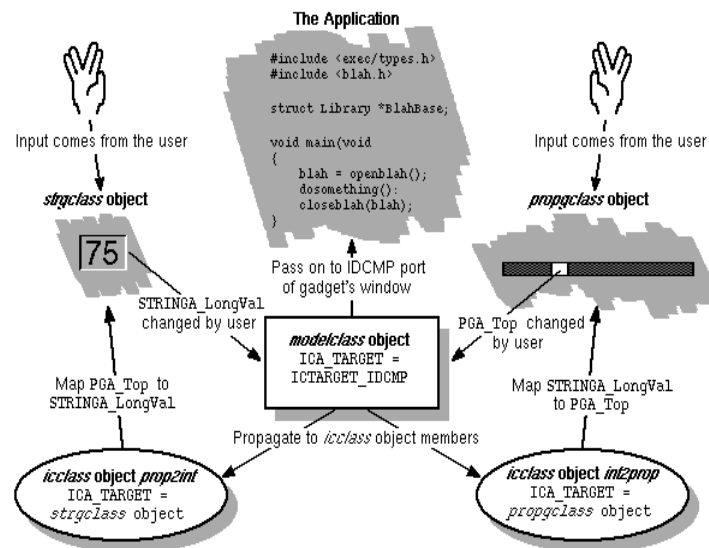 The Application
#include <exec/types.h>
#include <blah.h>
struct Library *BlahBase;
void main(void
{
blah = openblah();
dosomething():
closeblah(blah);
}
Input comes from the user
strgclass object
75
Input comes from the user
propgclass object
Pass on to IDCMP port
of gadget's window
STRINGA_LongVal
changed by user
modelclass object
ICA_TARGET =
ICTARGET_IDCMP
PGA_Top changed
by user
Map PGA_Top to
STRINGA_LongVal
Map STRINGA_LongVal
to PGA_Top
Propagate to icclass object members
icclass object prop2int
ICA_TARGET =
strgclass object
icclass object int2prop
ICA_TARGET =
propgclass object